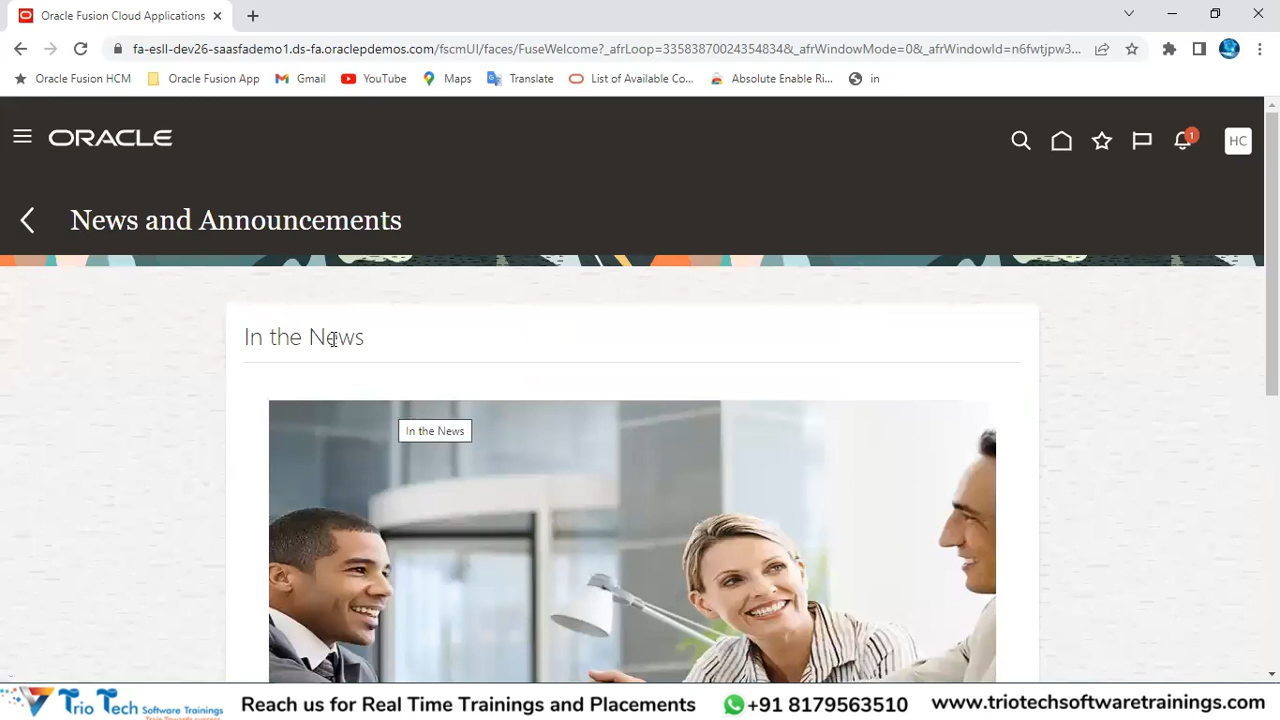 Oracle Fusion Cloud Applications
fa-esll-dev26-saasfademo1.ds-fa.oraclepdemos.com/fscmUI/faces/FuseWelcome?_afrLoop=33583870024354834&_afrWindowMode=0&_afrWindowId=n6fwtjpw3...
Oracle Fusion HCM Oracle Fusion App Gmail YouTube Maps Translate List of Available Co... Absolute Enable Ri... in
ORACLE
1
HC
News and Announcements
In the News
In the News
Trio Tech
Software Trainings
Reach us for Real Time Trainings and Placements
+91 8179563510
www.triotechsoftwaretrainings.com